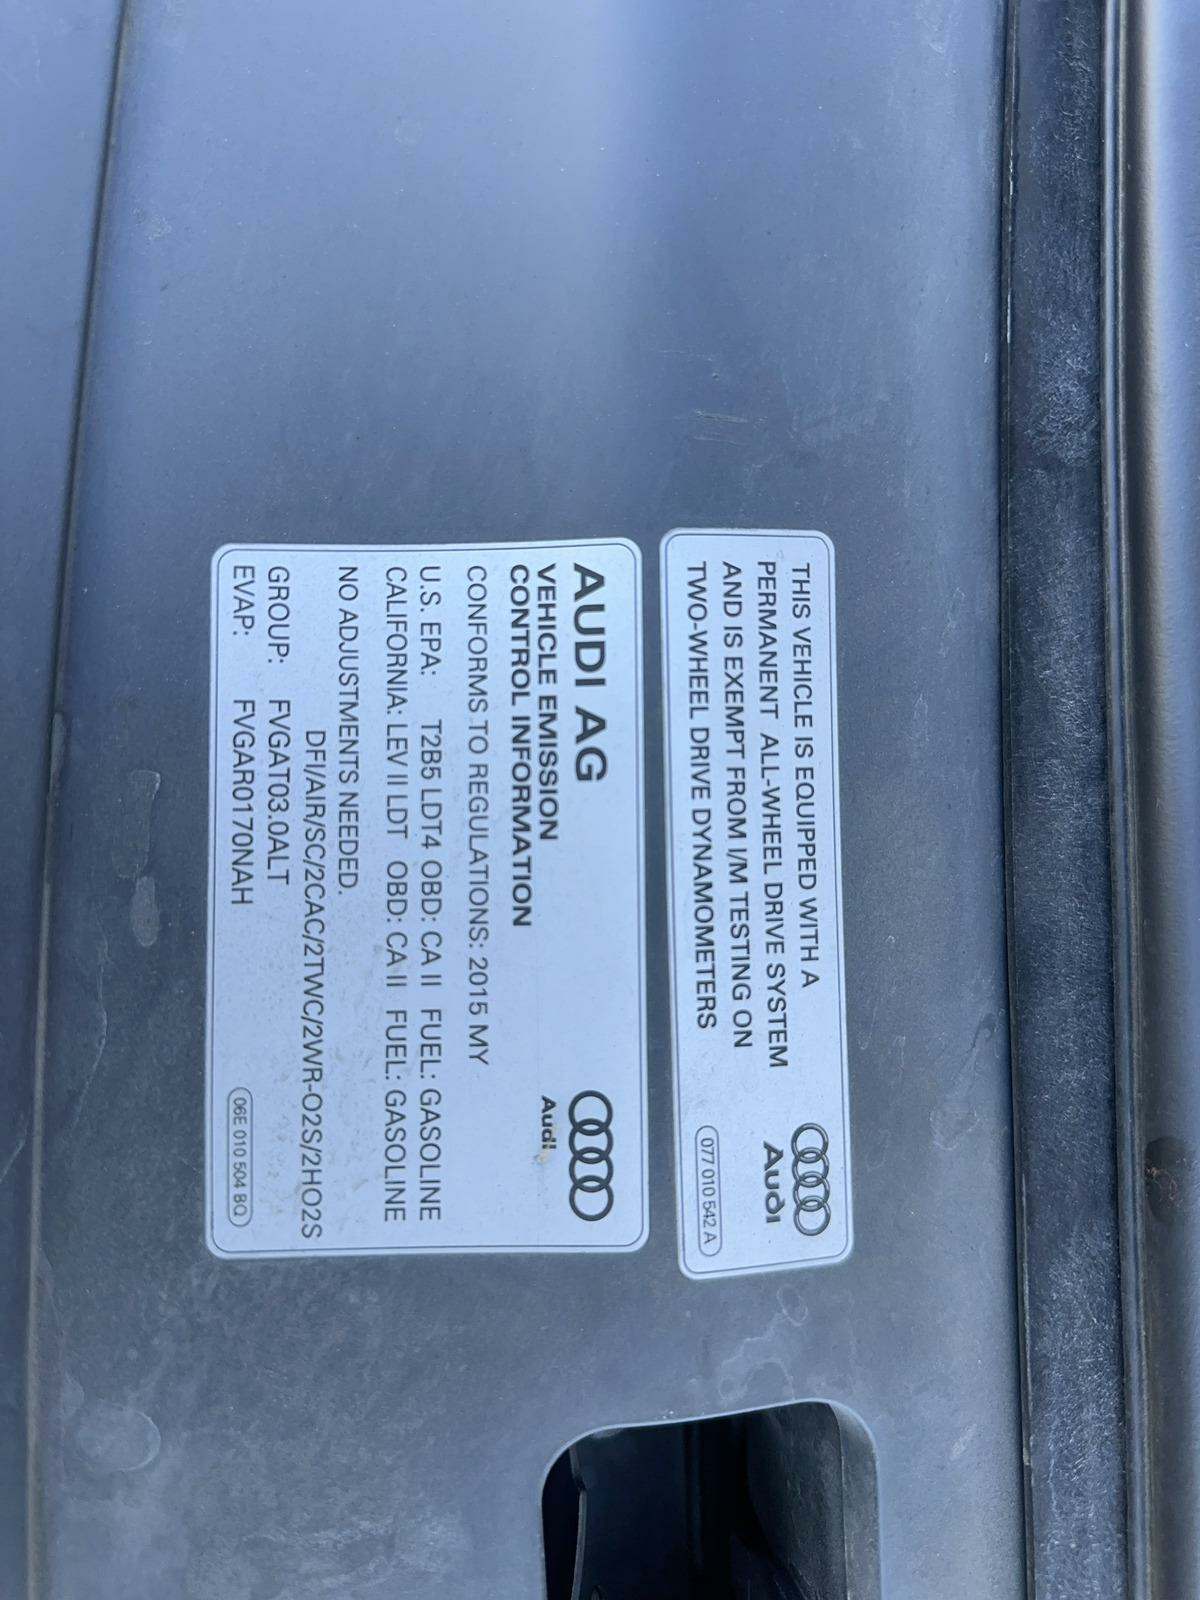 THIS VEHICLE IS EQUIPPED WITH A
PERMANENT ALL-WHEEL DRIVE SYSTEM
AND IS EXEMPT FROM I/M TESTING ON
TWO-WHEEL DRIVE DYNAMOMETERS
Audi
077 010 542 A
AUDI AG
VEHICLE EMISSION
CONTROL INFORMATION
Audi
CONFORMS TO REGULATIONS: 2015 MY
U.S. EPA: T2B5 LDT4 OBD: CA II FUEL: GASOLINE
CALIFORNIA: LEV II LDT OBD: CA II FUEL: GASOLINE
NO ADJUSTMENTS NEEDED.
DFI/AIR/SC/2CAC/2TWC/2WR-O2S/2HO2S
GROUP: FVGAT03.0ALT
EVAP: FVGAR0170NAH
06E 010 504 BQ